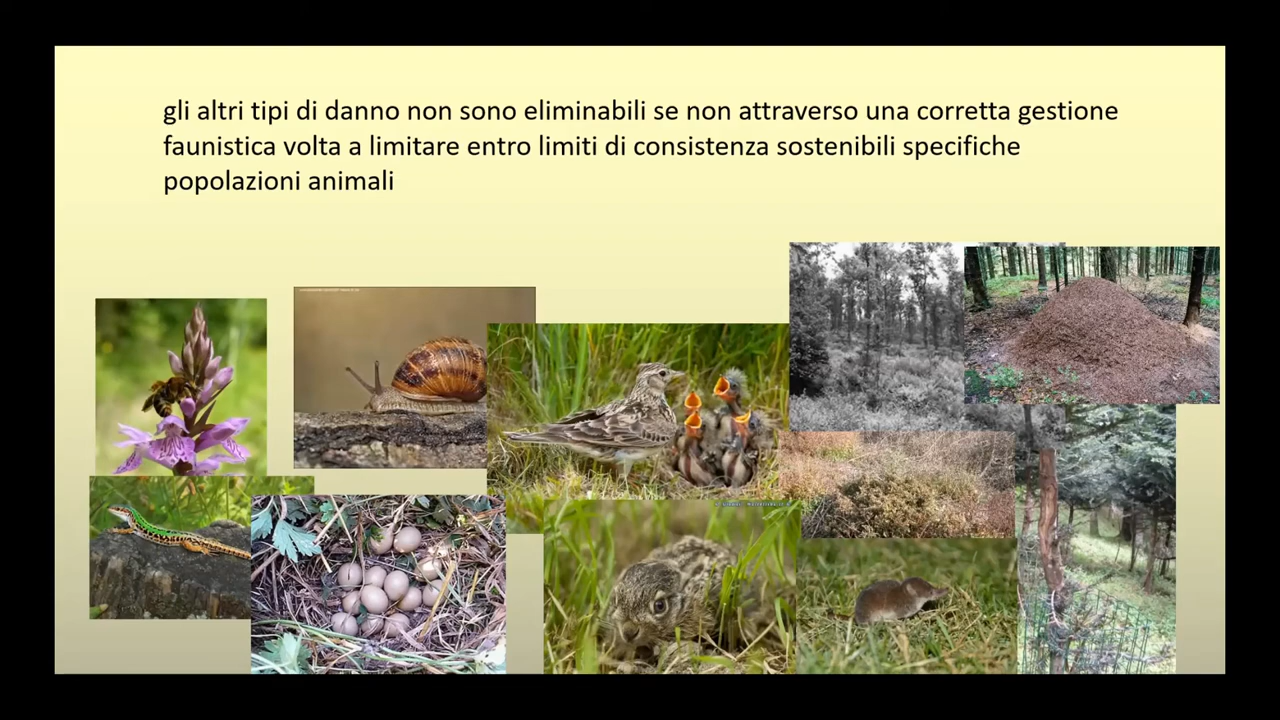 gli altri tipi di danno non sono eliminabili se non attraverso una corretta gestione
faunistica volta a limitare entro limiti di consistenza sostenibili specifiche
popolazioni animali